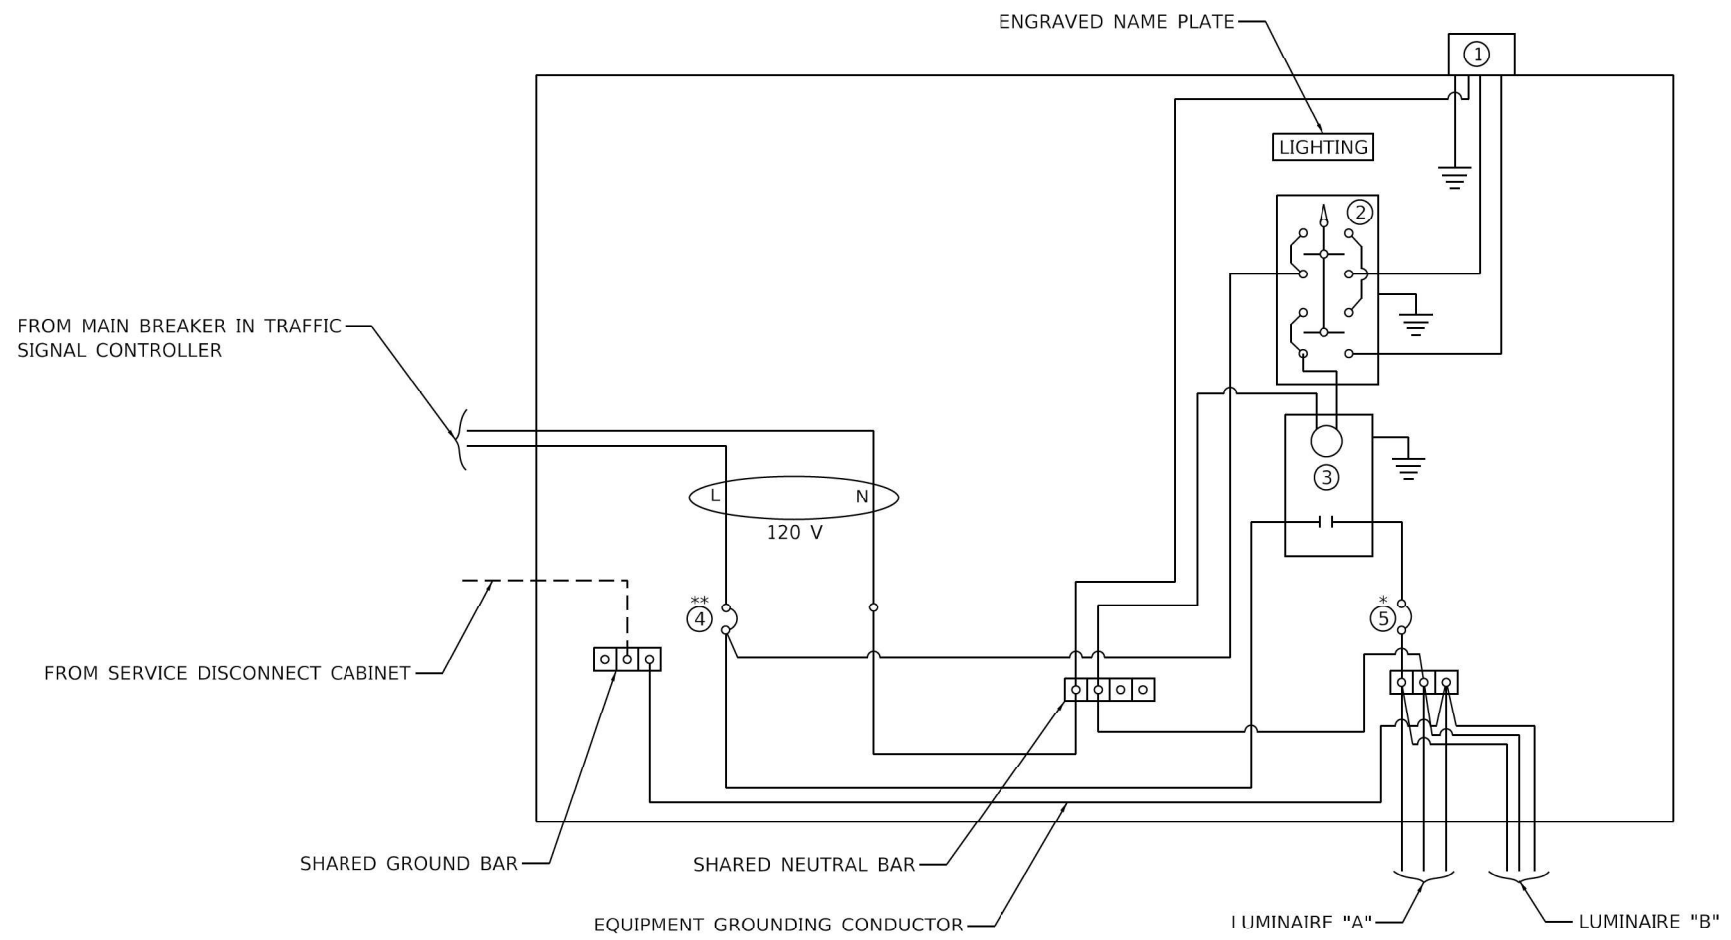 ENGRAVED NAME PLATE
1
LIGHTING
2
FROM MAIN BREAKER IN TRAFFIC
SIGNAL CONTROLLER
3
L N
120 V
** 
4
*
5
FROM SERVICE DISCONNECT CABINET
SHARED GROUND BAR
SHARED NEUTRAL BAR
EQUIPMENT GROUNDING CONDUCTOR
LUMINAIRE "A"
LUMINAIRE "B"